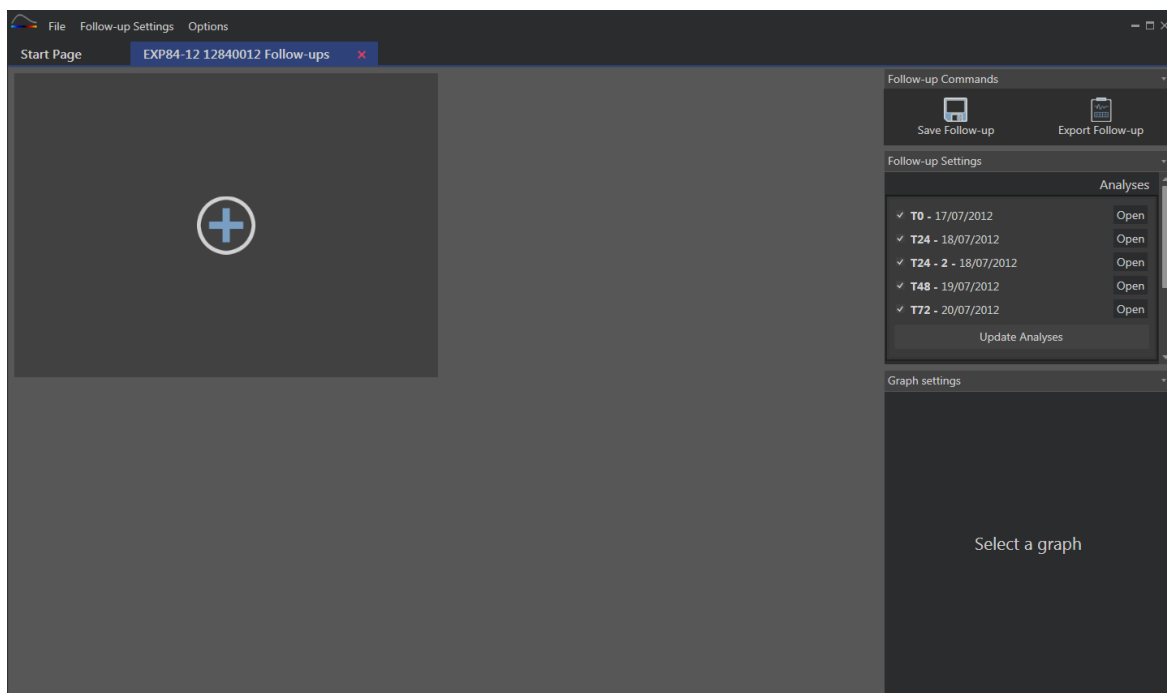 File Follow-up Settings Options
Start Page EXP84-12 12840012 Follow-ups
Follow-up Commands
Save Follow-up Export Follow-up
Follow-up Settings
Analyses
T0 - 17/07/2012 Open
T24 - 18/07/2012 Open
T24 - 2 - 18/07/2012 Open
T48 - 19/07/2012 Open
T72 - 20/07/2012 Open
Update Analyses
Graph settings
Select a graph